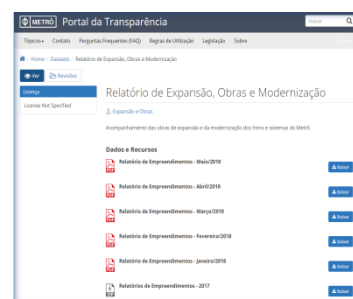 METRÔ Portal da Transparência
Buscar
Tópicos Contato Perguntas Frequentes (FAQ) Regras de Utilização Legislação Sobre
Home / Datasets / Relatório de Expansão, Obras e Modernização
Ver Revisões
Licença
License Not Specified
Relatório de Expansão, Obras e Modernização
Expansão e Obras
Acompanhamento das obras de expansão e da modernização dos trens e sistemas do Metrô
Dados e Recursos
Relatório de Empreendimentos - Maio/2018 Baixar
Relatório de Empreendimentos - Abril/2018 Baixar
Relatório de Empreendimentos - Março/2018 Baixar
Relatório de Empreendimentos - Fevereiro/2018 Baixar
Relatório de Empreendimentos - Janeiro/2018 Baixar
Relatórios de Empreendimentos - 2017 Baixar